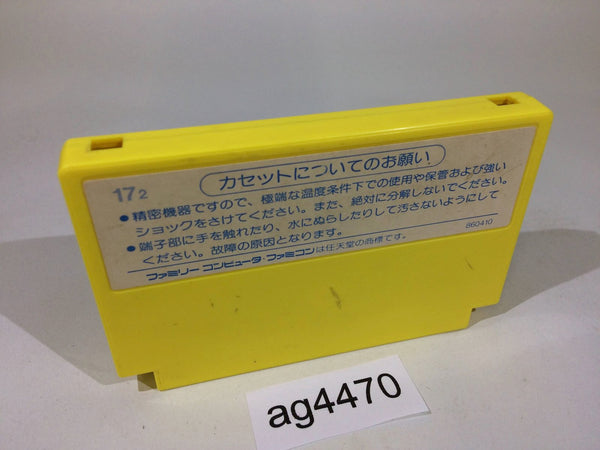 カセットについてのお願い
17₂
●精密機器ですので、極端な温度条件下での使用や保管および強い
ショックをさけてください。また、絶対に分解しないでください。
●端子部に手を触れたり、水にぬらしたりして汚さないようにして
ください。故障の原因となります。
860410
ファミリー コンピュータ・ファミコンは任天堂の商標です。
ag4470